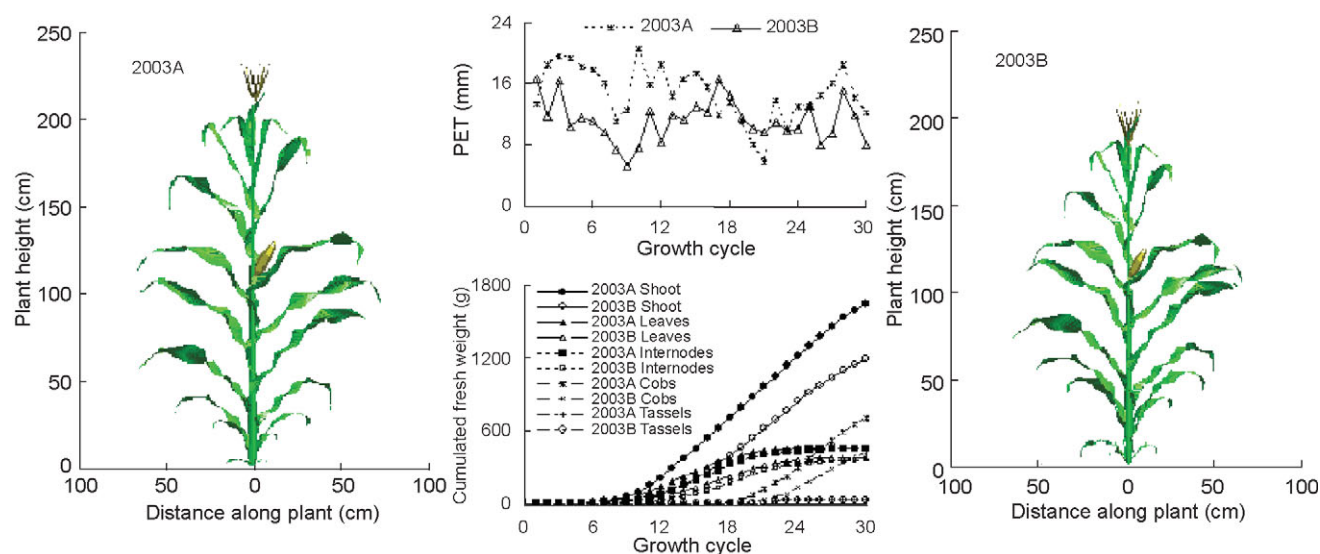 250
200
150
100
50
0
Plant height (cm)
2003A
100 50 0 50 100
Distance along plant (cm)
2003A 2003B
24
16
8
0
PET (mm)
0 6 12 18 24 30
Growth cycle
1800
1200
600
0
Cumulated fresh weight (g)
2003A Shoot
2003B Shoot
2003A Leaves
2003B Leaves
2003A Internodes
2003B Internodes
2003A Cobs
2003B Cobs
2003A Tassels
2003B Tassels
0 6 12 18 24 30
Growth cycle
250
200
150
100
50
0
Plant height (cm)
2003B
100 50 0 50 100
Distance along plant (cm)